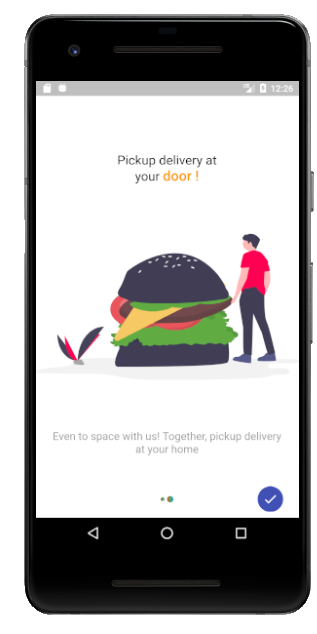 12:26
Pickup delivery at
your door !
Even to space with us! Together, pickup delivery
at your home